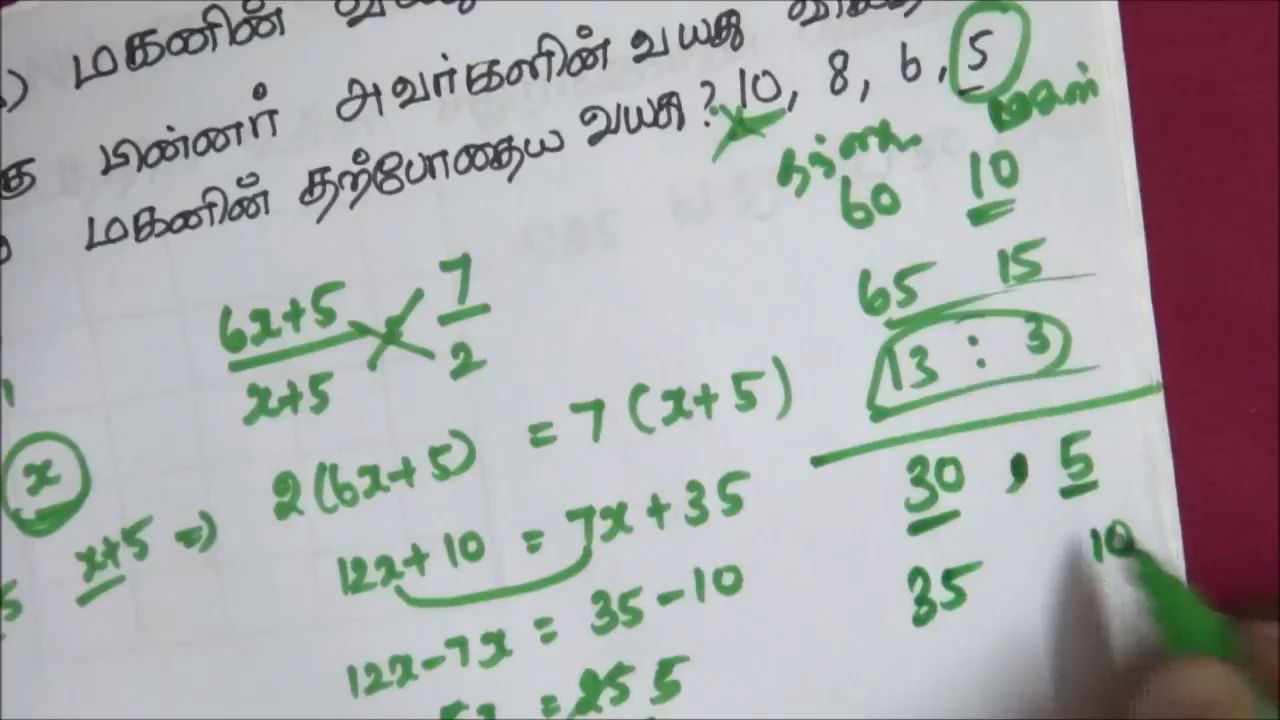 மகனின்
பின்னர் அவர்களின் வயது
மகனின் தற்போதைய வயது? 10, 8, 6, 5
தந்தை மகன்
60 10
65 15
13 : 3
6x+5 7
x+5 2
x
2(6x+5) = 7(x+5)
30 , 5
x+5 =>
12x+10 = 7x+35
10
35
12x-7x = 35-10